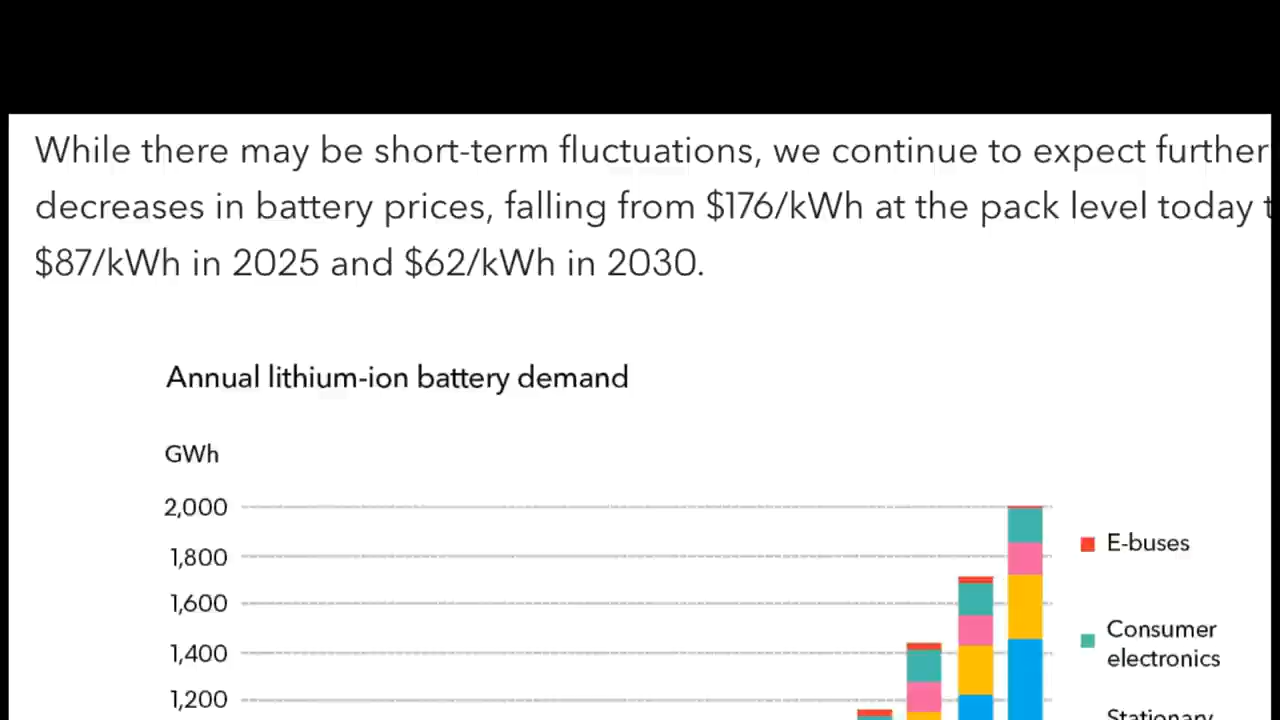 While there may be short-term fluctuations, we continue to expect further
decreases in battery prices, falling from $176/kWh at the pack level today
$87/kWh in 2025 and $62/kWh in 2030.
Annual lithium-ion battery demand
GWh
2,000
1,800
1,600
1,400
1,200
E-buses
Consumer
electronics
Stationary